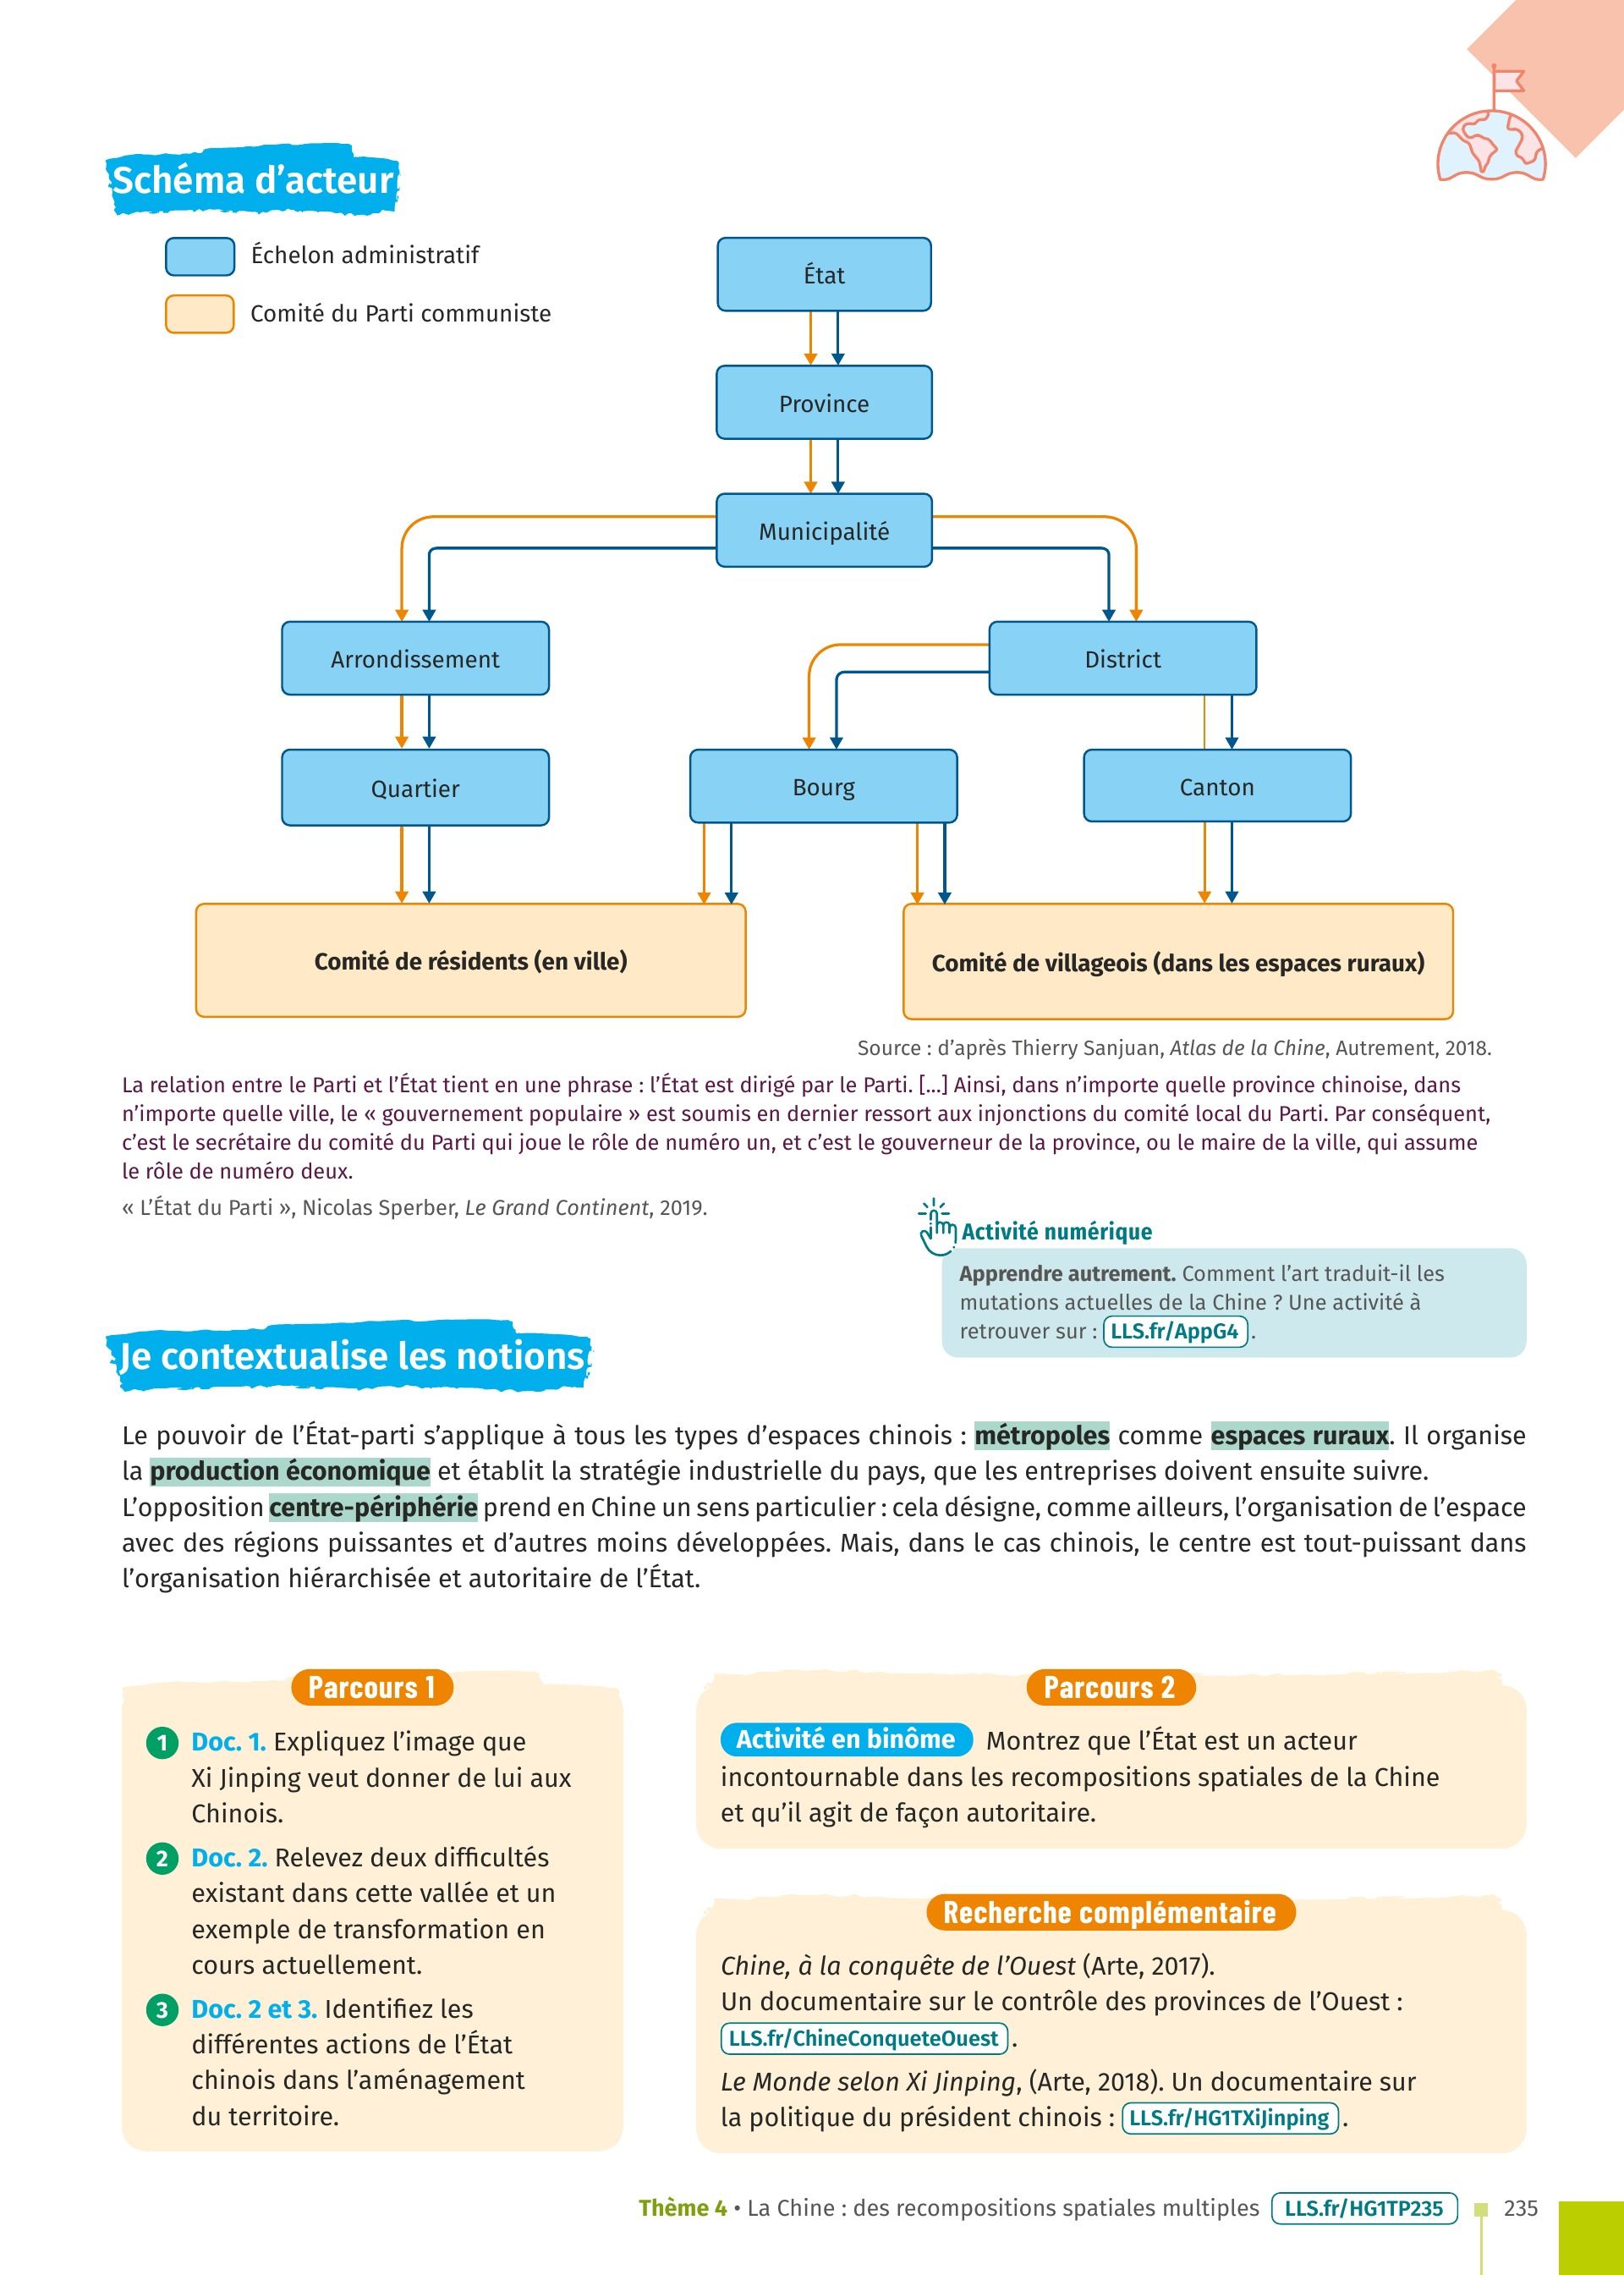 Schéma d’acteur
Échelon administratif
Comité du Parti communiste
État
Province
Municipalité
Arrondissement
District
Quartier
Bourg
Canton
Comité de résidents (en ville)
Comité de villageois (dans les espaces ruraux)
Source : d’après Thierry Sanjuan, Atlas de la Chine, Autrement, 2018.
La relation entre le Parti et l’État tient en une phrase : l’État est dirigé par le Parti. [...] Ainsi, dans n’importe quelle province chinoise, dans
n’importe quelle ville, le « gouvernement populaire » est soumis en dernier ressort aux injonctions du comité local du Parti. Par conséquent,
c’est le secrétaire du comité du Parti qui joue le rôle de numéro un, et c’est le gouverneur de la province, ou le maire de la ville, qui assume
le rôle de numéro deux.
« L’État du Parti », Nicolas Sperber, Le Grand Continent, 2019.
Activité numérique
Apprendre autrement. Comment l’art traduit-il les
mutations actuelles de la Chine ? Une activité à
retrouver sur : LLS.fr/AppG4 .
Je contextualise les notions
Le pouvoir de l’État-parti s’applique à tous les types d’espaces chinois : métropoles comme espaces ruraux. Il organise
la production économique et établit la stratégie industrielle du pays, que les entreprises doivent ensuite suivre.
L’opposition centre-périphérie prend en Chine un sens particulier : cela désigne, comme ailleurs, l’organisation de l’espace
avec des régions puissantes et d’autres moins développées. Mais, dans le cas chinois, le centre est tout-puissant dans
l’organisation hiérarchisée et autoritaire de l’État.
Parcours 1
1 Doc. 1. Expliquez l’image que
Xi Jinping veut donner de lui aux
Chinois.
2 Doc. 2. Relevez deux difficultés
existant dans cette vallée et un
exemple de transformation en
cours actuellement.
3 Doc. 2 et 3. Identifiez les
différentes actions de l’État
chinois dans l’aménagement
du territoire.
Parcours 2
Activité en binôme Montrez que l’État est un acteur
incontournable dans les recompositions spatiales de la Chine
et qu’il agit de façon autoritaire.
Recherche complémentaire
Chine, à la conquête de l’Ouest (Arte, 2017).
Un documentaire sur le contrôle des provinces de l’Ouest :
LLS.fr/ChineConqueteOuest .
Le Monde selon Xi Jinping, (Arte, 2018). Un documentaire sur
la politique du président chinois : LLS.fr/HG1TXiJinping .
Thème 4 • La Chine : des recompositions spatiales multiples LLS.fr/HG1TP235 235